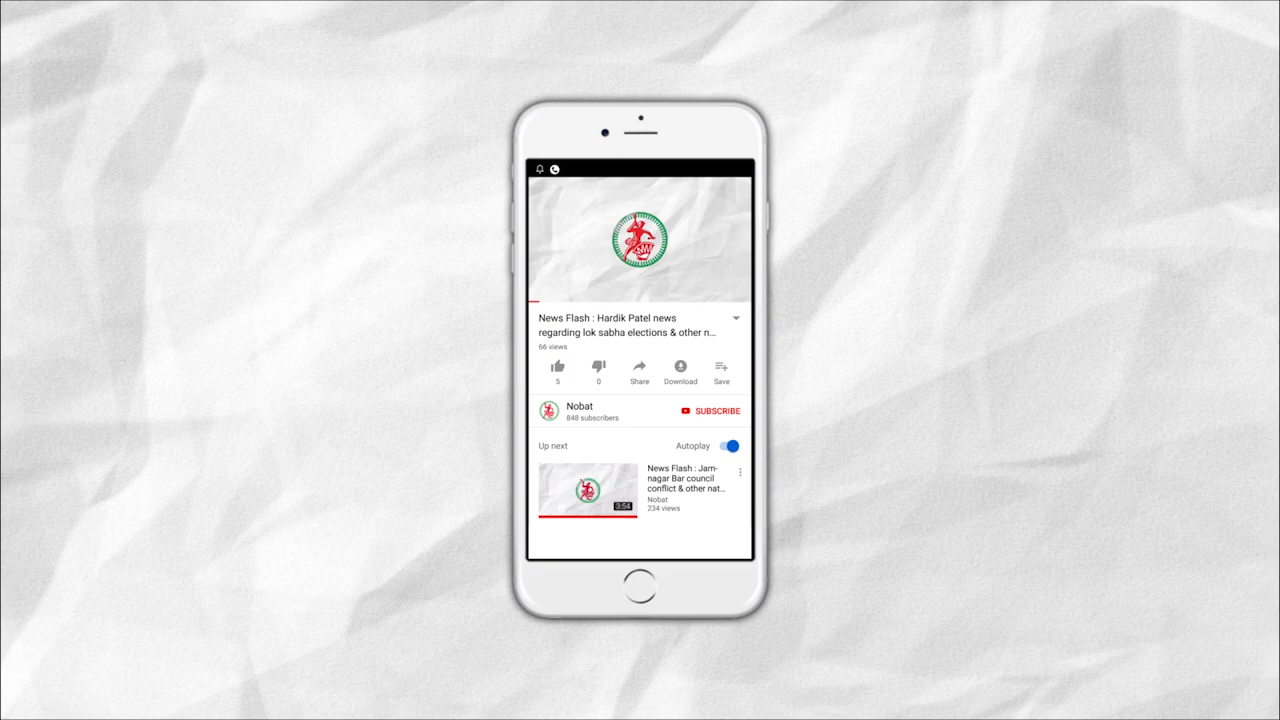 News Flash : Hardik Patel news
regarding lok sabha elections & other n...
66 views
5
0
Share
Download
Save
Nobat
848 subscribers
SUBSCRIBE
Up next
Autoplay
3:54
News Flash : Jam-
nagar Bar council
conflict & other nat...
Nobat
234 views